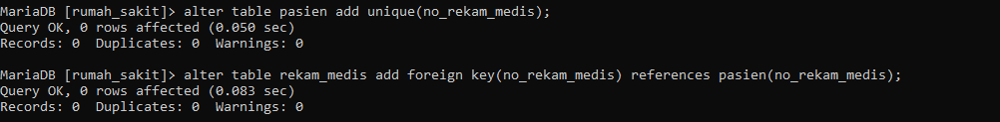 MariaDB [rumah_sakit]> alter table pasien add unique(no_rekam_medis);
Query OK, 0 rows affected (0.050 sec)
Records: 0  Duplicates: 0  Warnings: 0

MariaDB [rumah_sakit]> alter table rekam_medis add foreign key(no_rekam_medis) references pasien(no_rekam_medis);
Query OK, 0 rows affected (0.083 sec)
Records: 0  Duplicates: 0  Warnings: 0